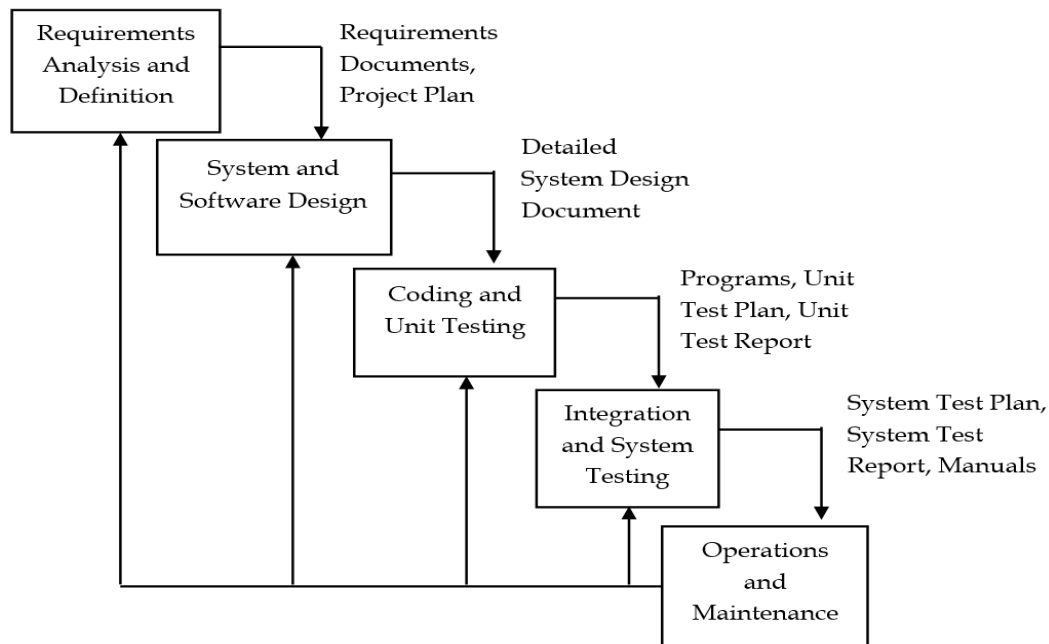 Requirements
Analysis and
Definition
Requirements
Documents,
Project Plan
System and
Software Design
Detailed
System Design
Document
Coding and
Unit Testing
Programs, Unit
Test Plan, Unit
Test Report
Integration
and System
Testing
System Test Plan,
System Test
Report, Manuals
Operations
and
Maintenance